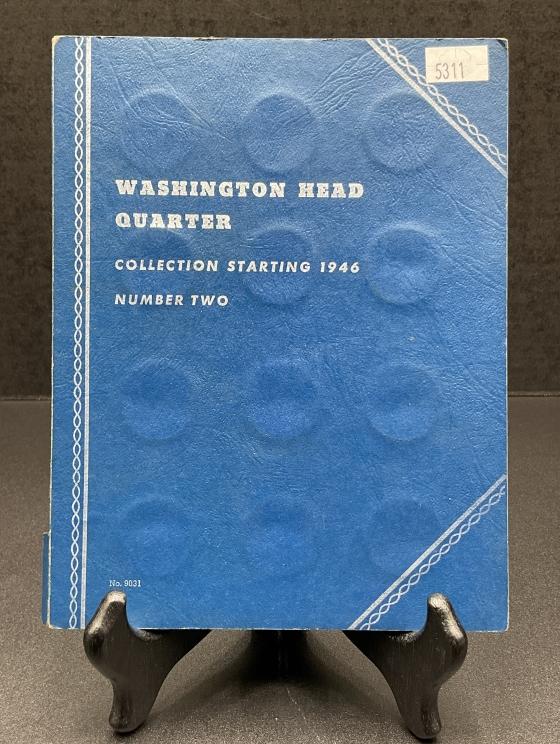 5311
WASHINGTON HEAD
QUARTER
COLLECTION STARTING 1946
NUMBER TWO
No. 9031